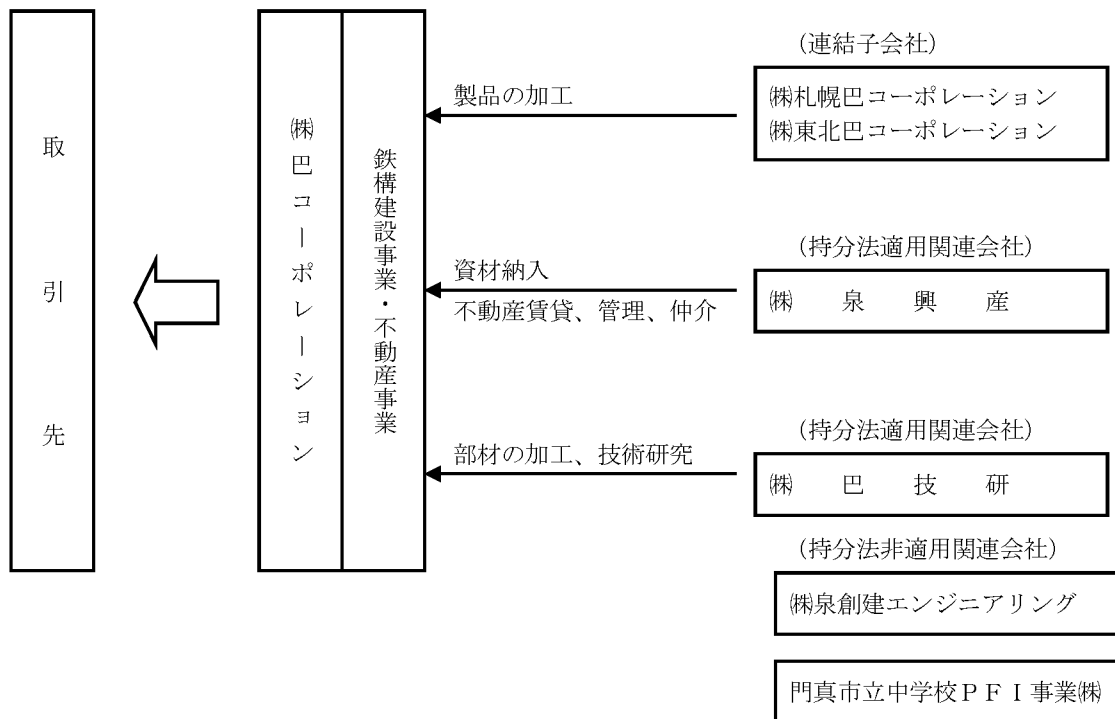 取引先
㈱巴コーポレーション
鉄構建設事業・不動産事業
製品の加工
資材納入
不動産賃貸、管理、仲介
部材の加工、技術研究
(連結子会社)
㈱札幌巴コーポレーション
㈱東北巴コーポレーション
(持分法適用関連会社)
㈱泉興産
(持分法適用関連会社)
㈱巴技研
(持分法非適用関連会社)
㈱泉創建エンジニアリング
門真市立中学校ＰＦＩ事業㈱